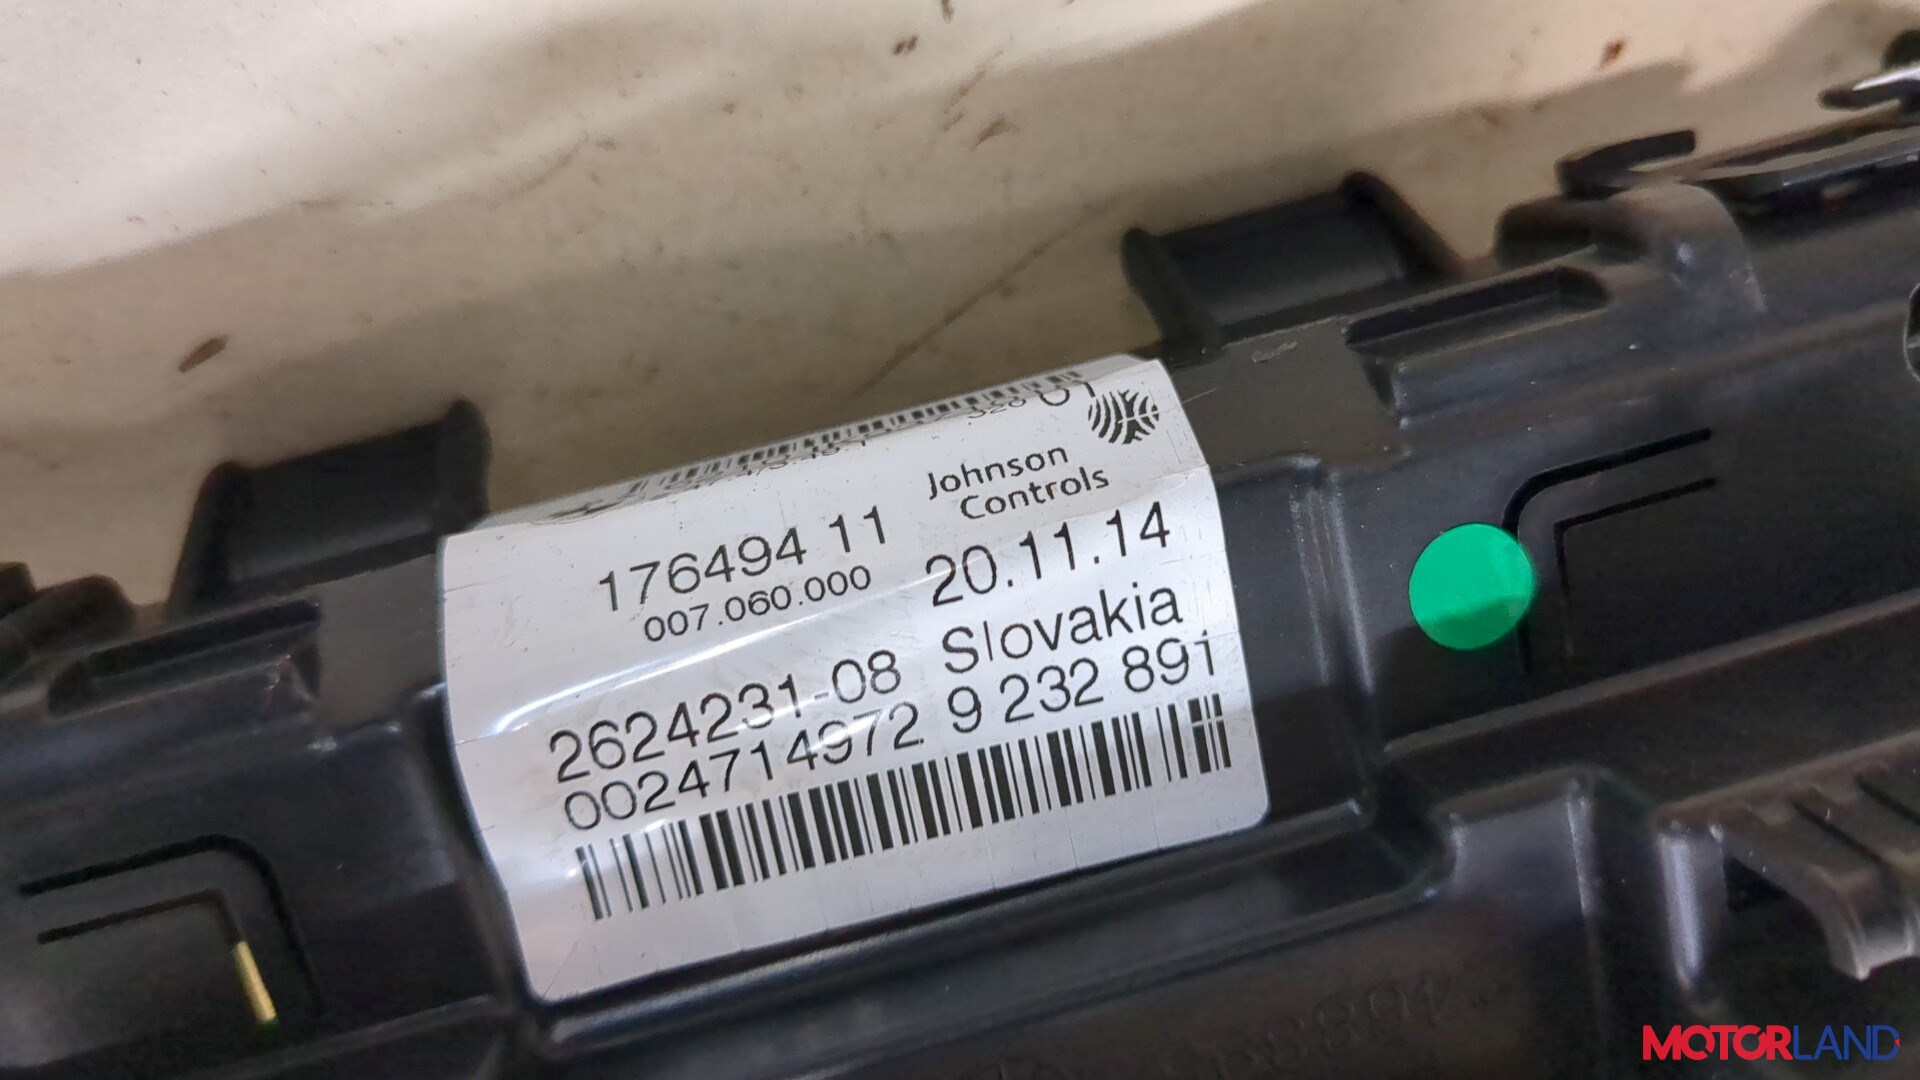 Johnson
Controls
176494 11
20.11.14
007.060.000
2624231-08 Slovakia
0024714972 9 232 891
MOTORLAND